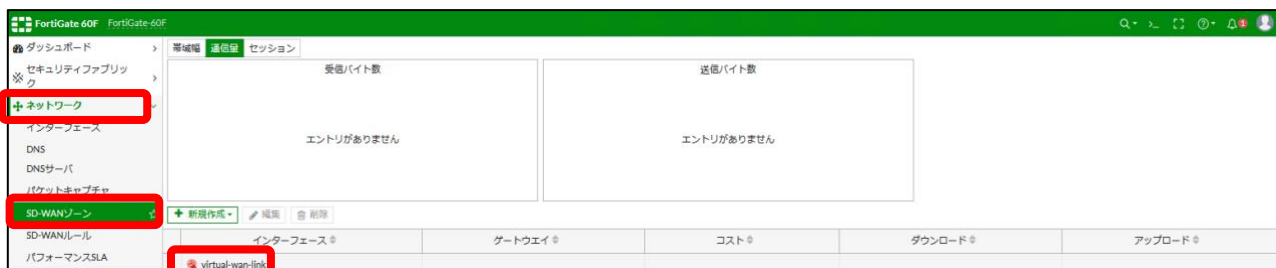 FortiGate 60F FortiGate-60F
1
ダッシュボード
帯域幅 通信量 セッション
セキュリティファブリッ
ク
受信バイト数
送信バイト数
ネットワーク
インターフェース
エントリがありません
エントリがありません
DNS
DNSサーバ
パケットキャプチャ
SD-WANゾーン
新規作成 編集 削除
SD-WANルール
インターフェース ゲートウエイ コスト ダウンロード アップロード
パフォーマンスSLA
virtual-wan-link